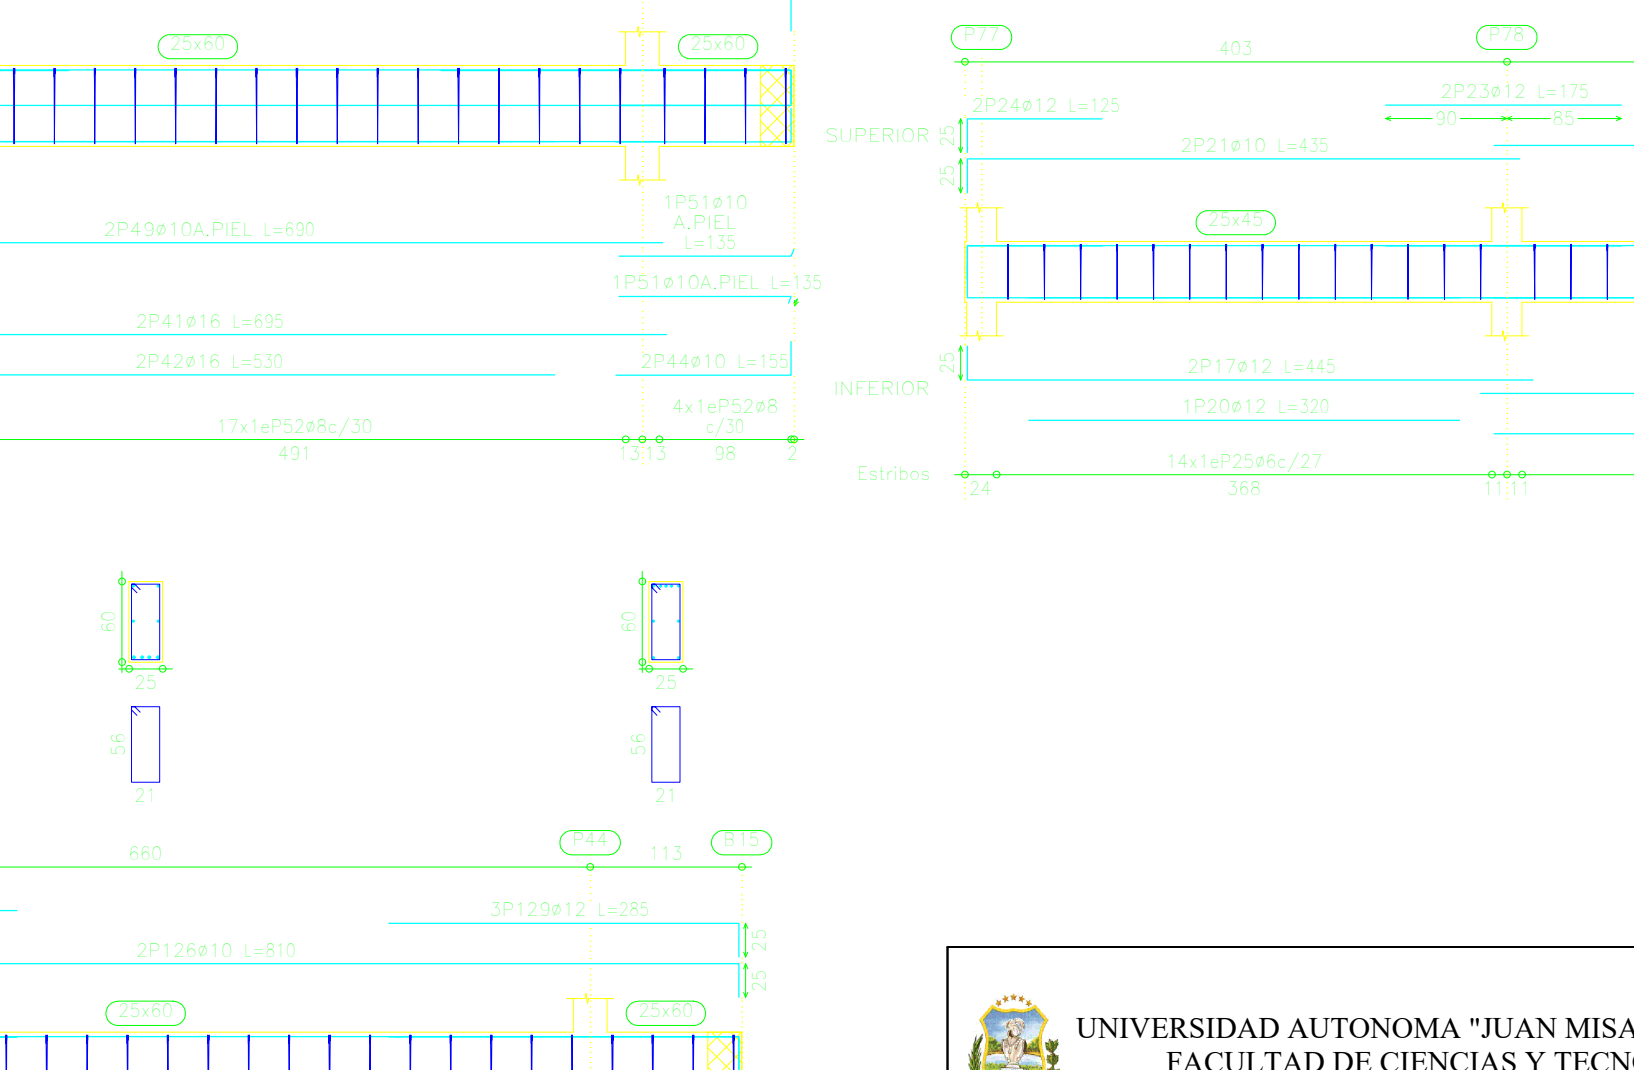 25x60
25x60
1P51ø10
A.PIEL
L=135
2P49ø10A.PIEL L=690
1P51ø10A.PIEL L=135
2P41ø16 L=695
2P42ø16 L=530
2P44ø10 L=155
4x1eP52ø8
c/30
17x1eP52ø8c/30
491
13
13
98
2
P77
P78
403
2P24ø12 L=125
2P23ø12 L=175
90
85
SUPERIOR
25
2P21ø10 L=435
25
25x45
25
2P17ø12 L=445
INFERIOR
1P20ø12 L=320
14x1eP25ø6c/27
Estribos
24
368
11
11
60
25
60
25
56
21
56
21
P44
B15
660
113
3P129ø12 L=285
25
2P126ø10 L=810
25
25x60
25x60
UNIVERSIDAD AUTONOMA "JUAN MISA
FACULTAD DE CIENCIAS Y TECN